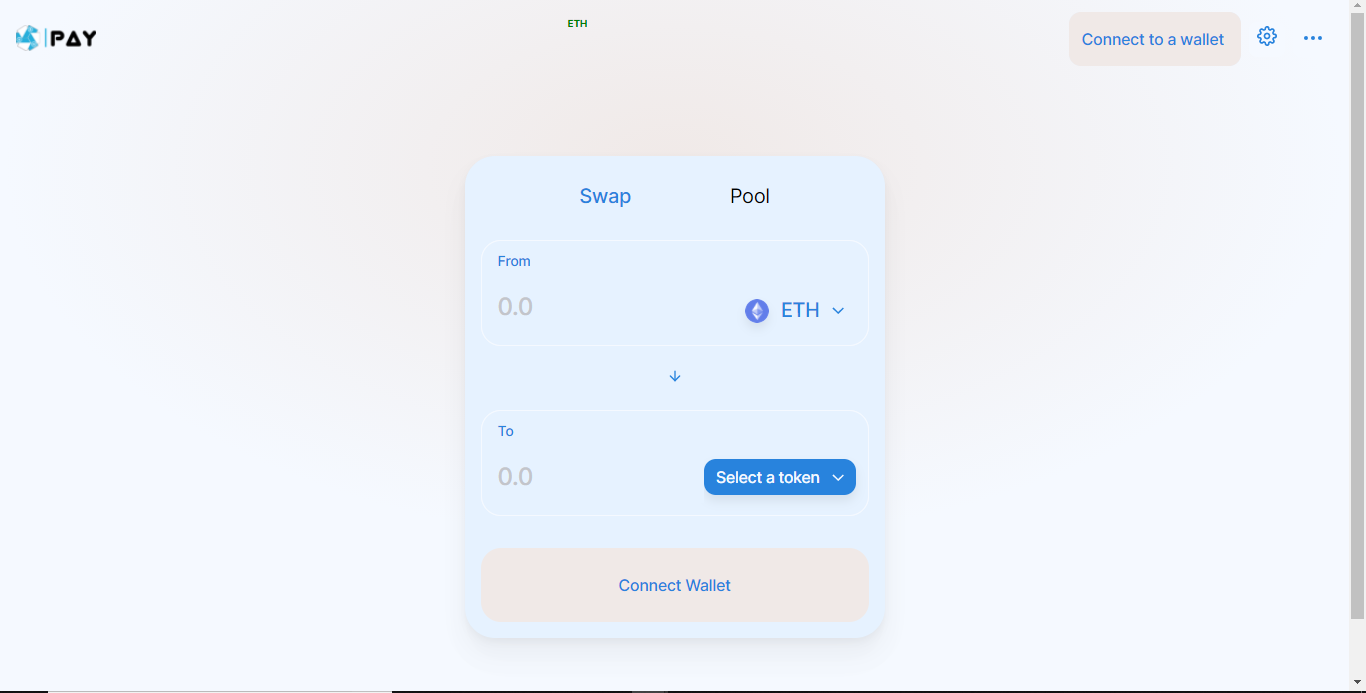 PAY
ETH
Connect to a wallet
Swap
Pool
From
0.0
ETH
To
0.0
Select a token
Connect Wallet